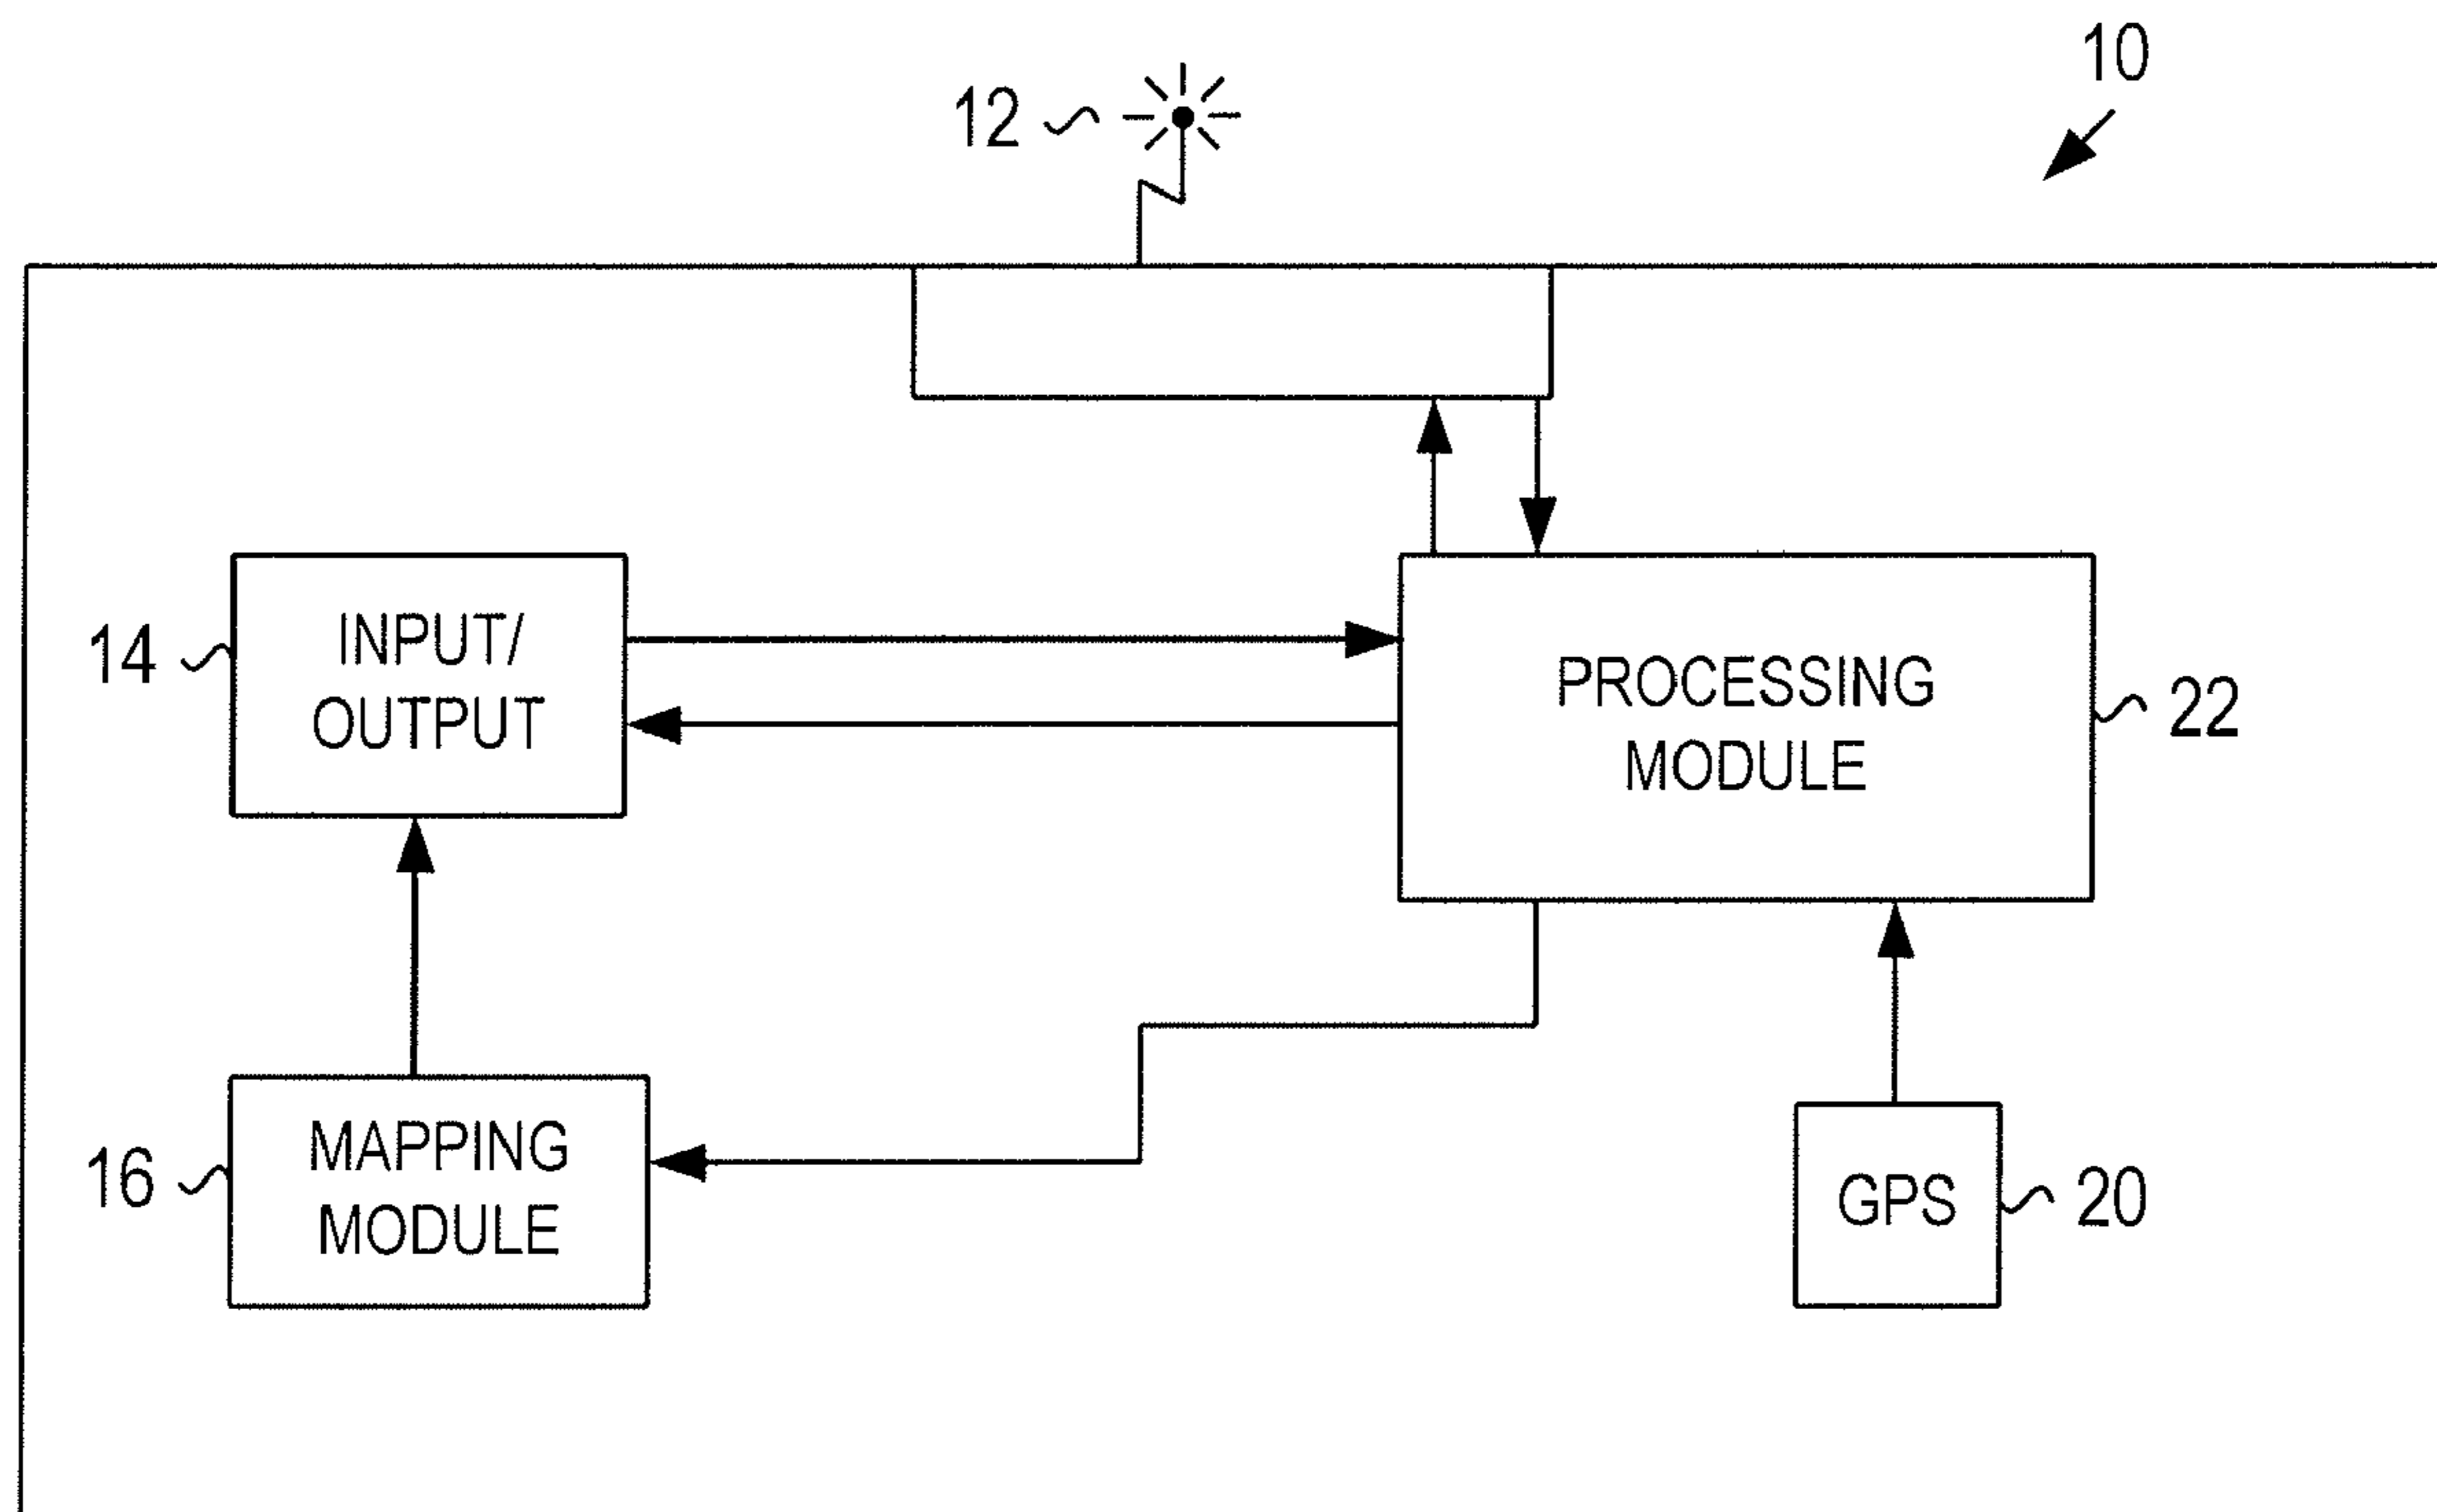 10
12
14
INPUT/
OUTPUT
PROCESSING
MODULE
22
16
MAPPING
MODULE
GPS
20